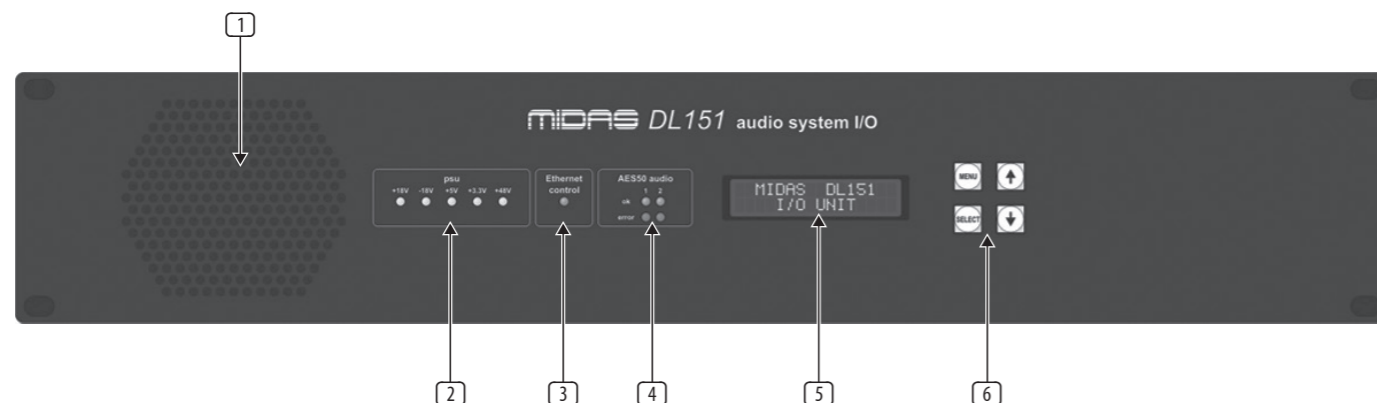 1
MIDAS DL151 audio system I/O
psu
+18V -18V +5V +3.3V +48V
Ethernet
control
AES50 audio
1 2
ok
error
MIDAS DL151
I/O UNIT
MENU
SELECT
2
3
4
5
6